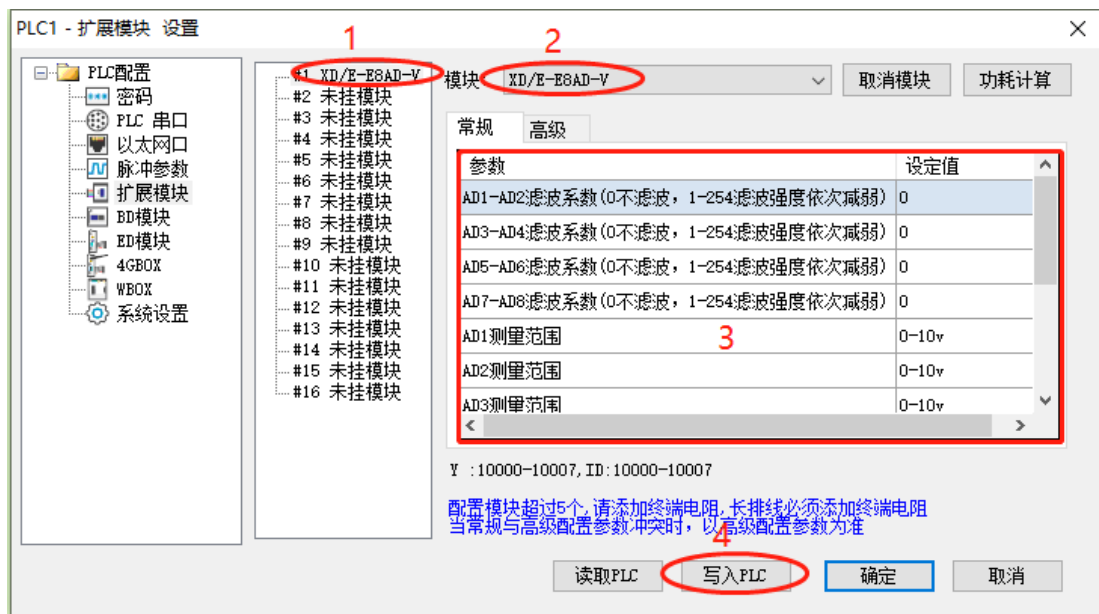 PLC1 - 扩展模块 设置
1
2
PLC配置
密码
PLC 串口
以太网口
脉冲参数
扩展模块
BD模块
ED模块
4GBOX
WBOX
系统设置
#1 XD/E-E8AD-V
#2 未挂模块
#3 未挂模块
#4 未挂模块
#5 未挂模块
#6 未挂模块
#7 未挂模块
#8 未挂模块
#9 未挂模块
#10 未挂模块
#11 未挂模块
#12 未挂模块
#13 未挂模块
#14 未挂模块
#15 未挂模块
#16 未挂模块
模块 XD/E-E8AD-V 取消模块 功耗计算
常规 高级
参数 设定值
AD1-AD2滤波系数(0不滤波，1-254滤波强度依次减弱) 0
AD3-AD4滤波系数(0不滤波，1-254滤波强度依次减弱) 0
AD5-AD6滤波系数(0不滤波，1-254滤波强度依次减弱) 0
AD7-AD8滤波系数(0不滤波，1-254滤波强度依次减弱) 0
AD1测量范围 0-10v
3
AD2测量范围 0-10v
AD3测量范围 0-10v
Y :10000-10007,ID:10000-10007
配置模块超过5个,请添加终端电阻,长排线必须添加终端电阻
当常规与高级配置参数冲突时，以高级配置参数为准
4
读取PLC 写入PLC 确定 取消